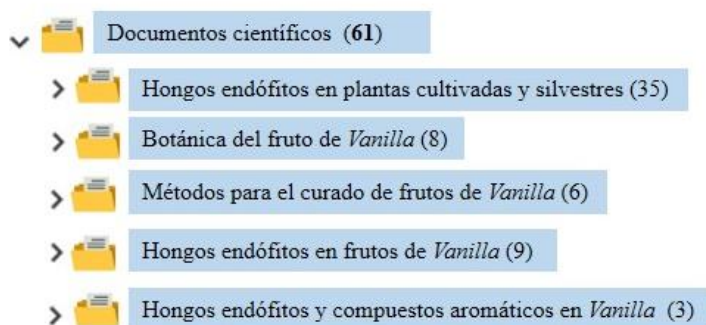 Documentos científicos (61)
Hongos endófitos en plantas cultivadas y silvestres (35)
Botánica del fruto de Vanilla (8)
Métodos para el curado de frutos de Vanilla (6)
Hongos endófitos en frutos de Vanilla (9)
Hongos endófitos y compuestos aromáticos en Vanilla (3)